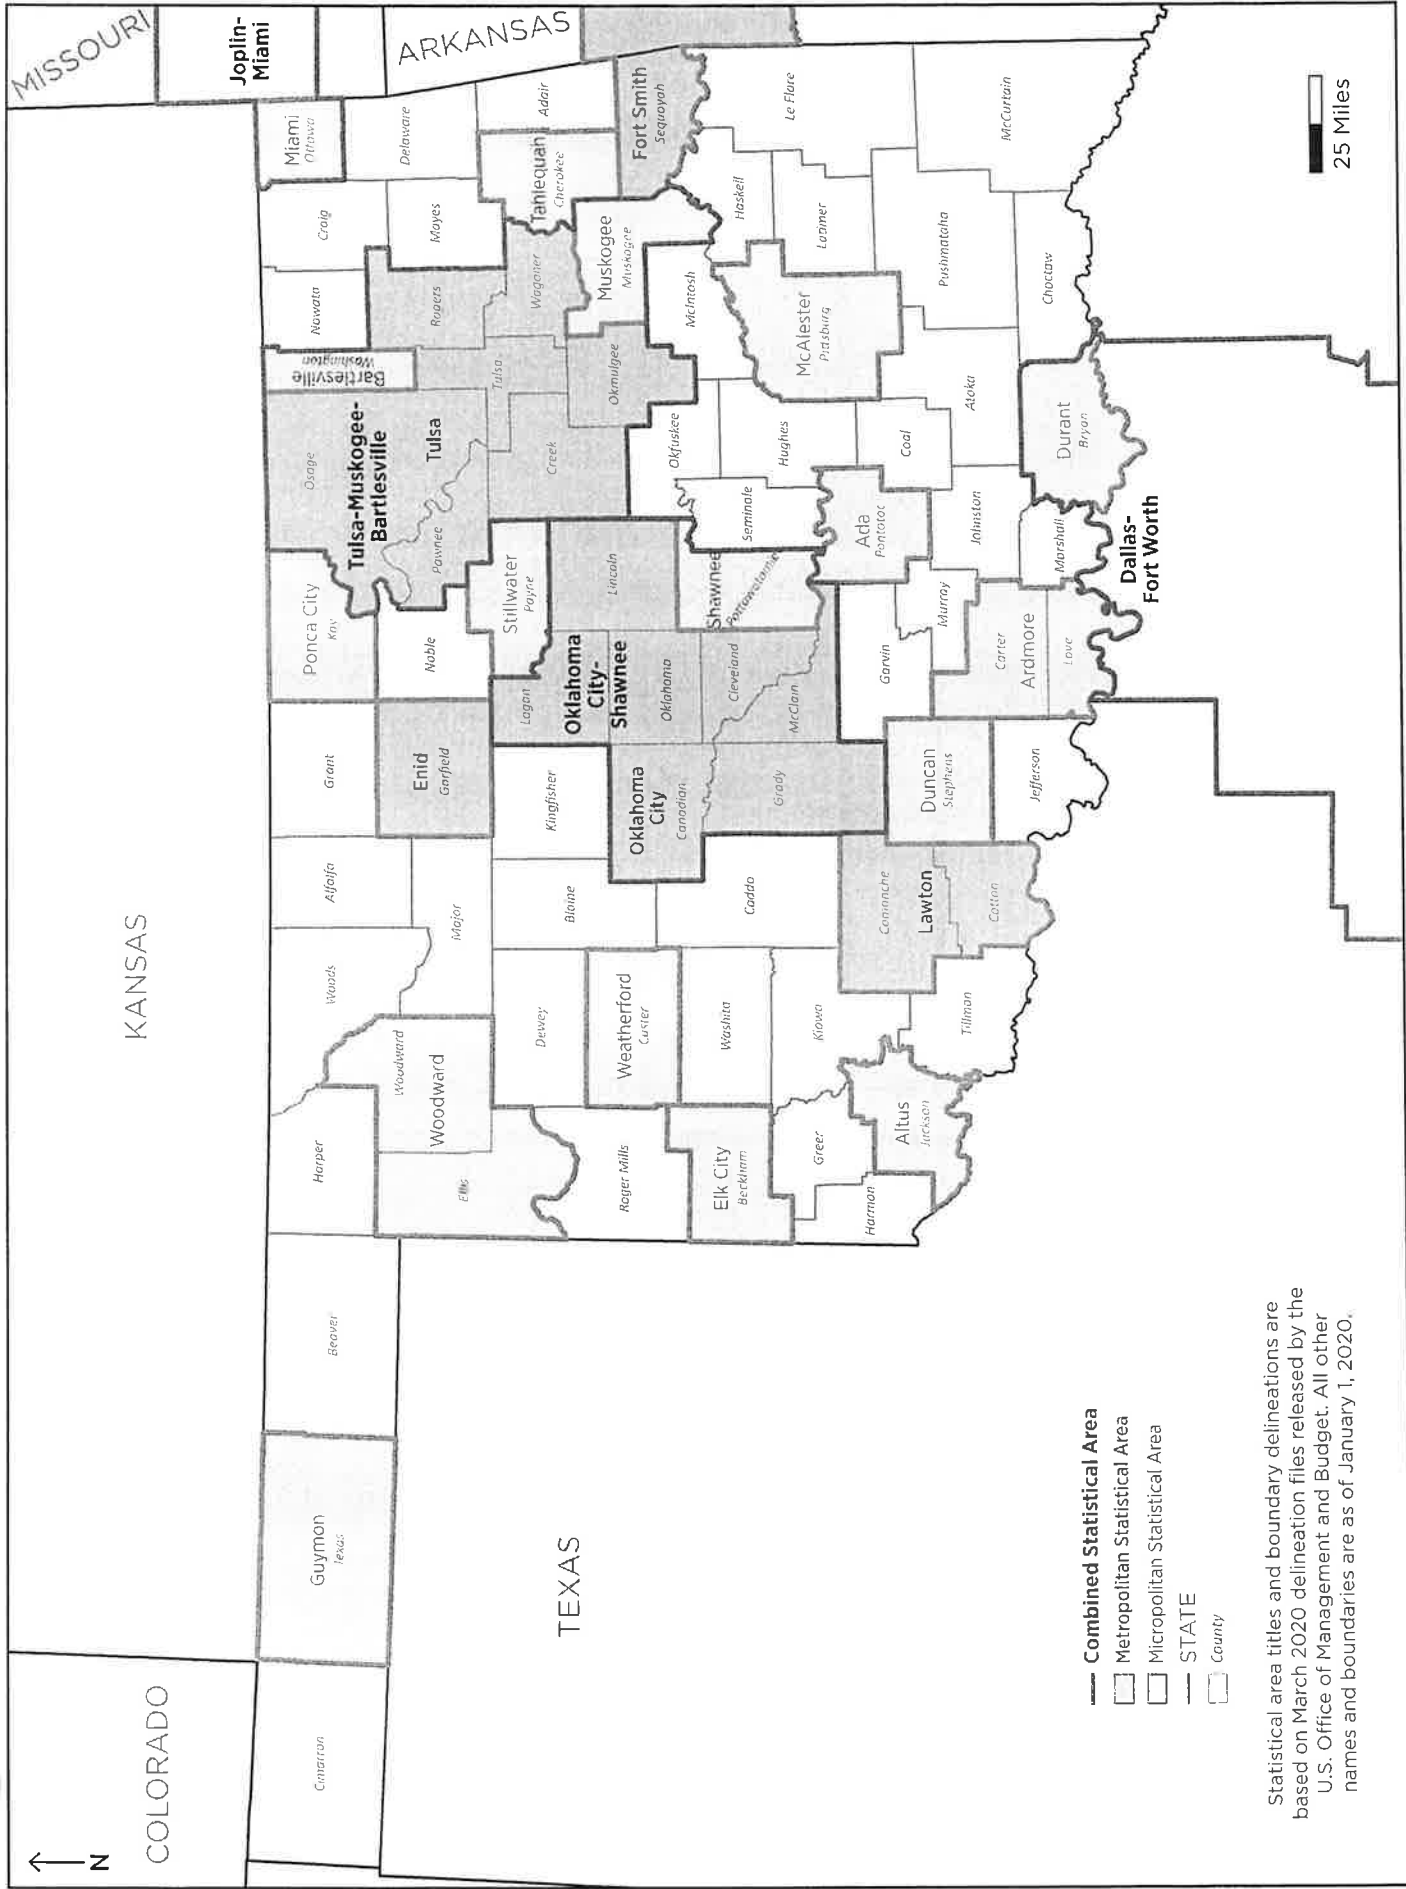 N
COLORADO
KANSAS
MISSOURI
Joplin-
Miami
ARKANSAS
TEXAS
Cimarron
Guymon
Texas
Beaver
Harper
Woods
Alfalfa
Grant
Ponca City
Kay
Osage
Tulsa-Muskogee-
Bartlesville
Bartlesville
Washington
Nowata
Craig
Miami
Ottawa
Ellis
Woodward
Woodward
Major
Enid
Garfield
Noble
Pawnee
Tulsa
Rogers
Mayes
Delaware
Roger Mills
Dewey
Blaine
Kingfisher
Logan
Stillwater
Payne
Creek
Tulsa
Wagoner
Tahlequah
Cherokee
Adair
Weatherford
Custer
Oklahoma
City-
Shawnee
Lincoln
Okmulgee
Muskogee
Muskogee
Fort Smith
Sequoyah
Elk City
Beckham
Washita
Caddo
Oklahoma
City
Canadian
Oklahoma
Shawnee
Pottawatomie
Okfuskee
McIntosh
Haskell
Le Flore
Greer
Kiowa
Grady
Cleveland
McClain
Seminole
Hughes
McAlester
Pittsburg
Latimer
Harmon
Altus
Jackson
Comanche
Lawton
Cotton
Duncan
Stephens
Garvin
Ada
Pontotoc
Coal
Pushmataha
McCurtain
Tillman
Jefferson
Murray
Carter
Ardmore
Love
Johnston
Marshall
Atoka
Durant
Bryan
Choctaw
Dallas-
Fort Worth
Combined Statistical Area
Metropolitan Statistical Area
Micropolitan Statistical Area
STATE
County
25 Miles
Statistical area titles and boundary delineations are
based on March 2020 delineation files released by the
U.S. Office of Management and Budget. All other
names and boundaries are as of January 1, 2020.